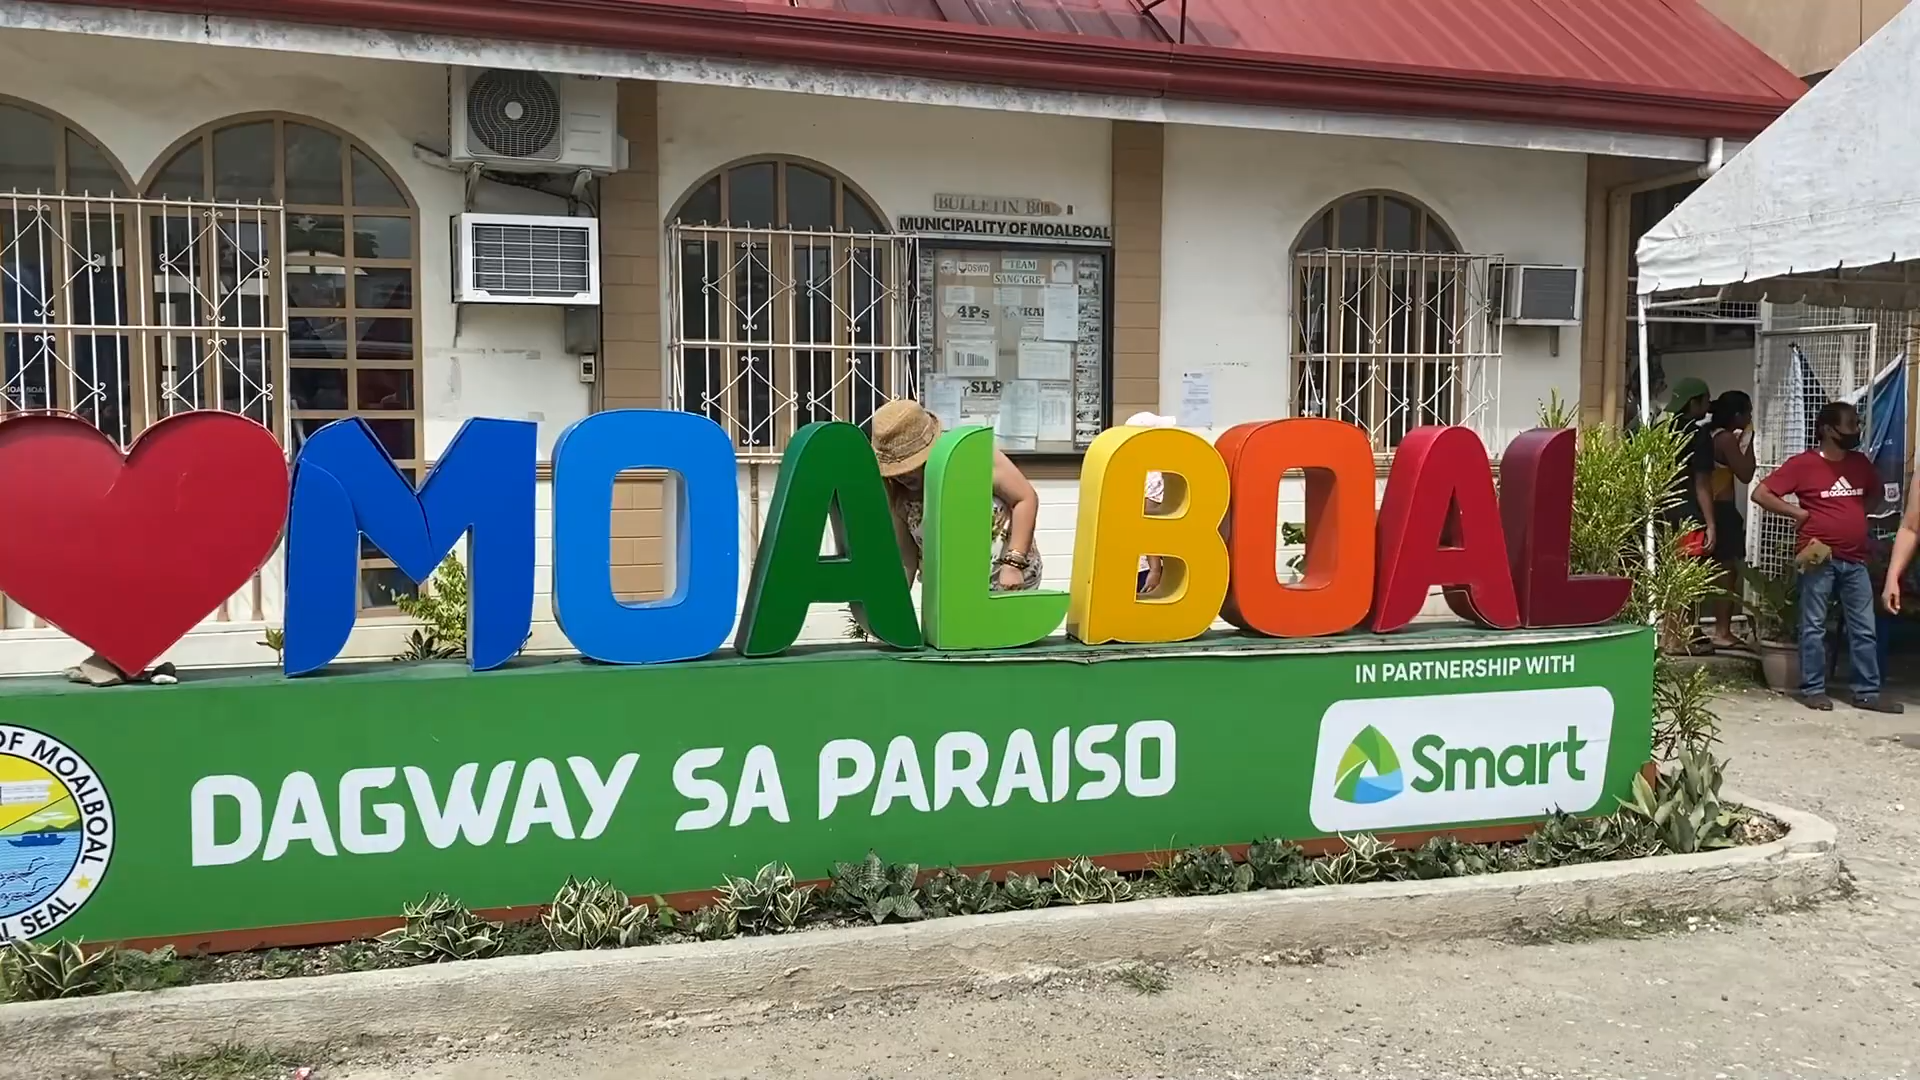 BULLETIN BO
MUNICIPALITY OF MOALBOAL
DSWD
TEAM
SANG'GRE
4Ps
SLP
MOALBOAL
adidas
IN PARTNERSHIP WITH
Smart
DAGWAY SA PARAISO
OF MOALBOAL
SEAL